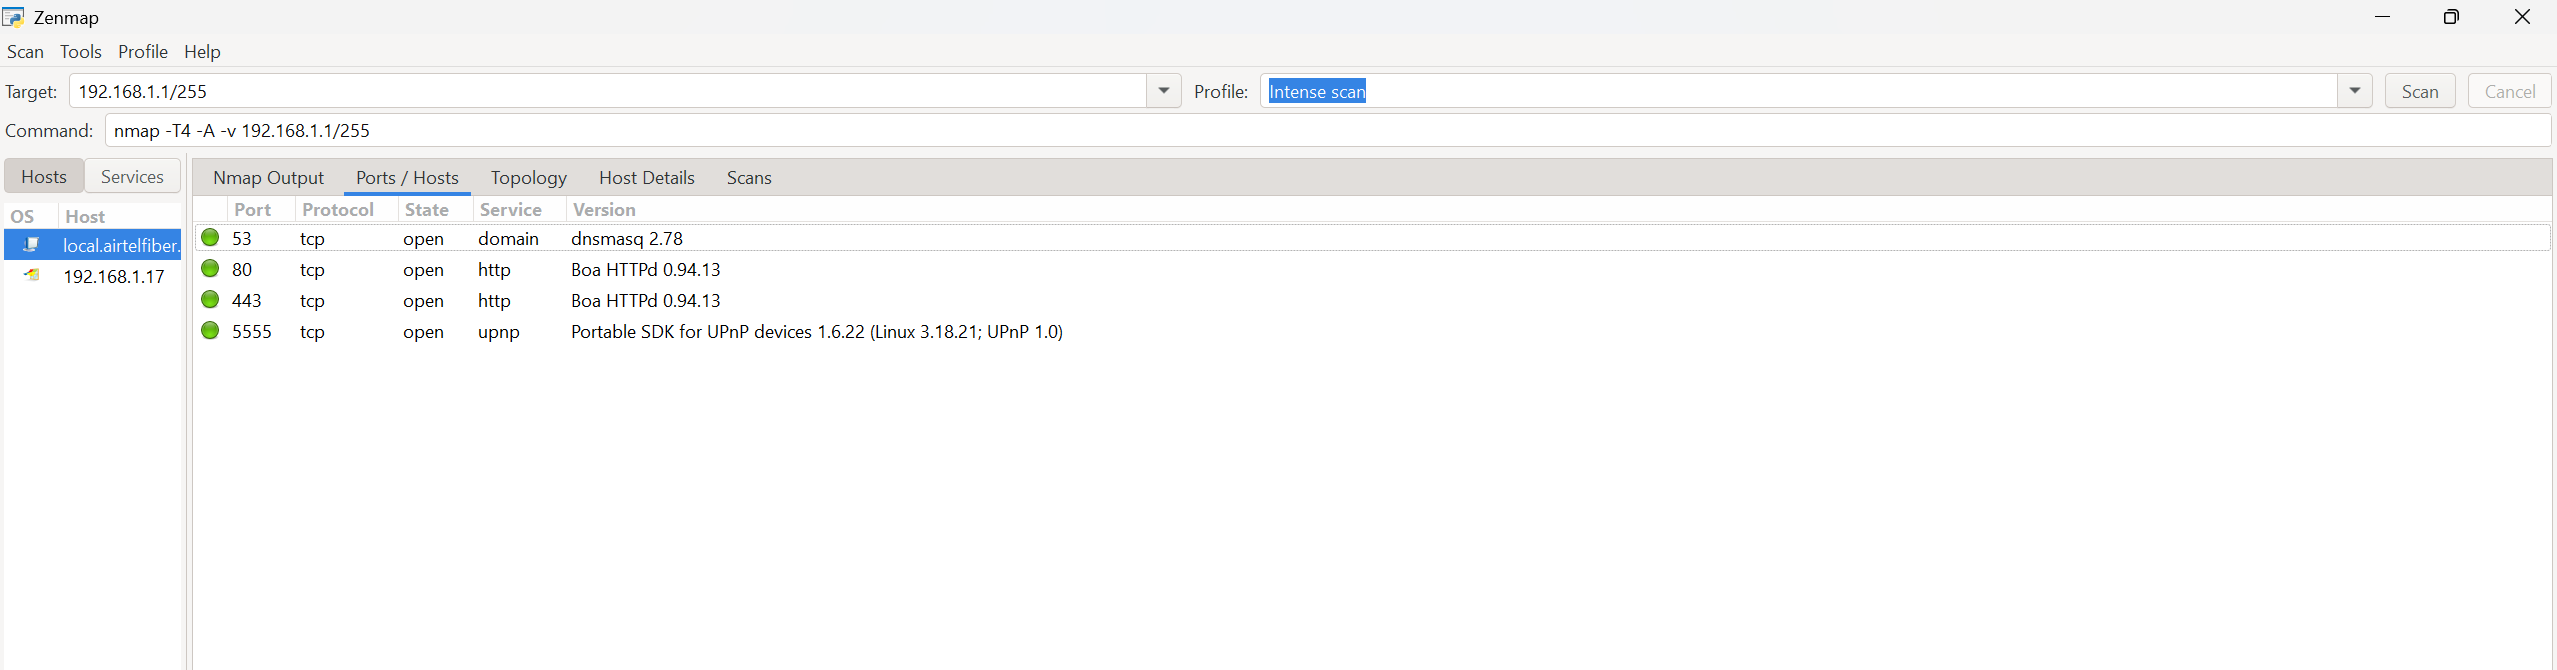 Zenmap
Scan Tools Profile Help
Target: 192.168.1.1/255 Profile: Intense scan Scan Cancel
Command: nmap -T4 -A -v 192.168.1.1/255
Hosts Services Nmap Output Ports / Hosts Topology Host Details Scans
OS Host Port Protocol State Service Version
local.airtelfiber. 53 tcp open domain dnsmasq 2.78
192.168.1.17 80 tcp open http Boa HTTPd 0.94.13
443 tcp open http Boa HTTPd 0.94.13
5555 tcp open upnp Portable SDK for UPnP devices 1.6.22 (Linux 3.18.21; UPnP 1.0)